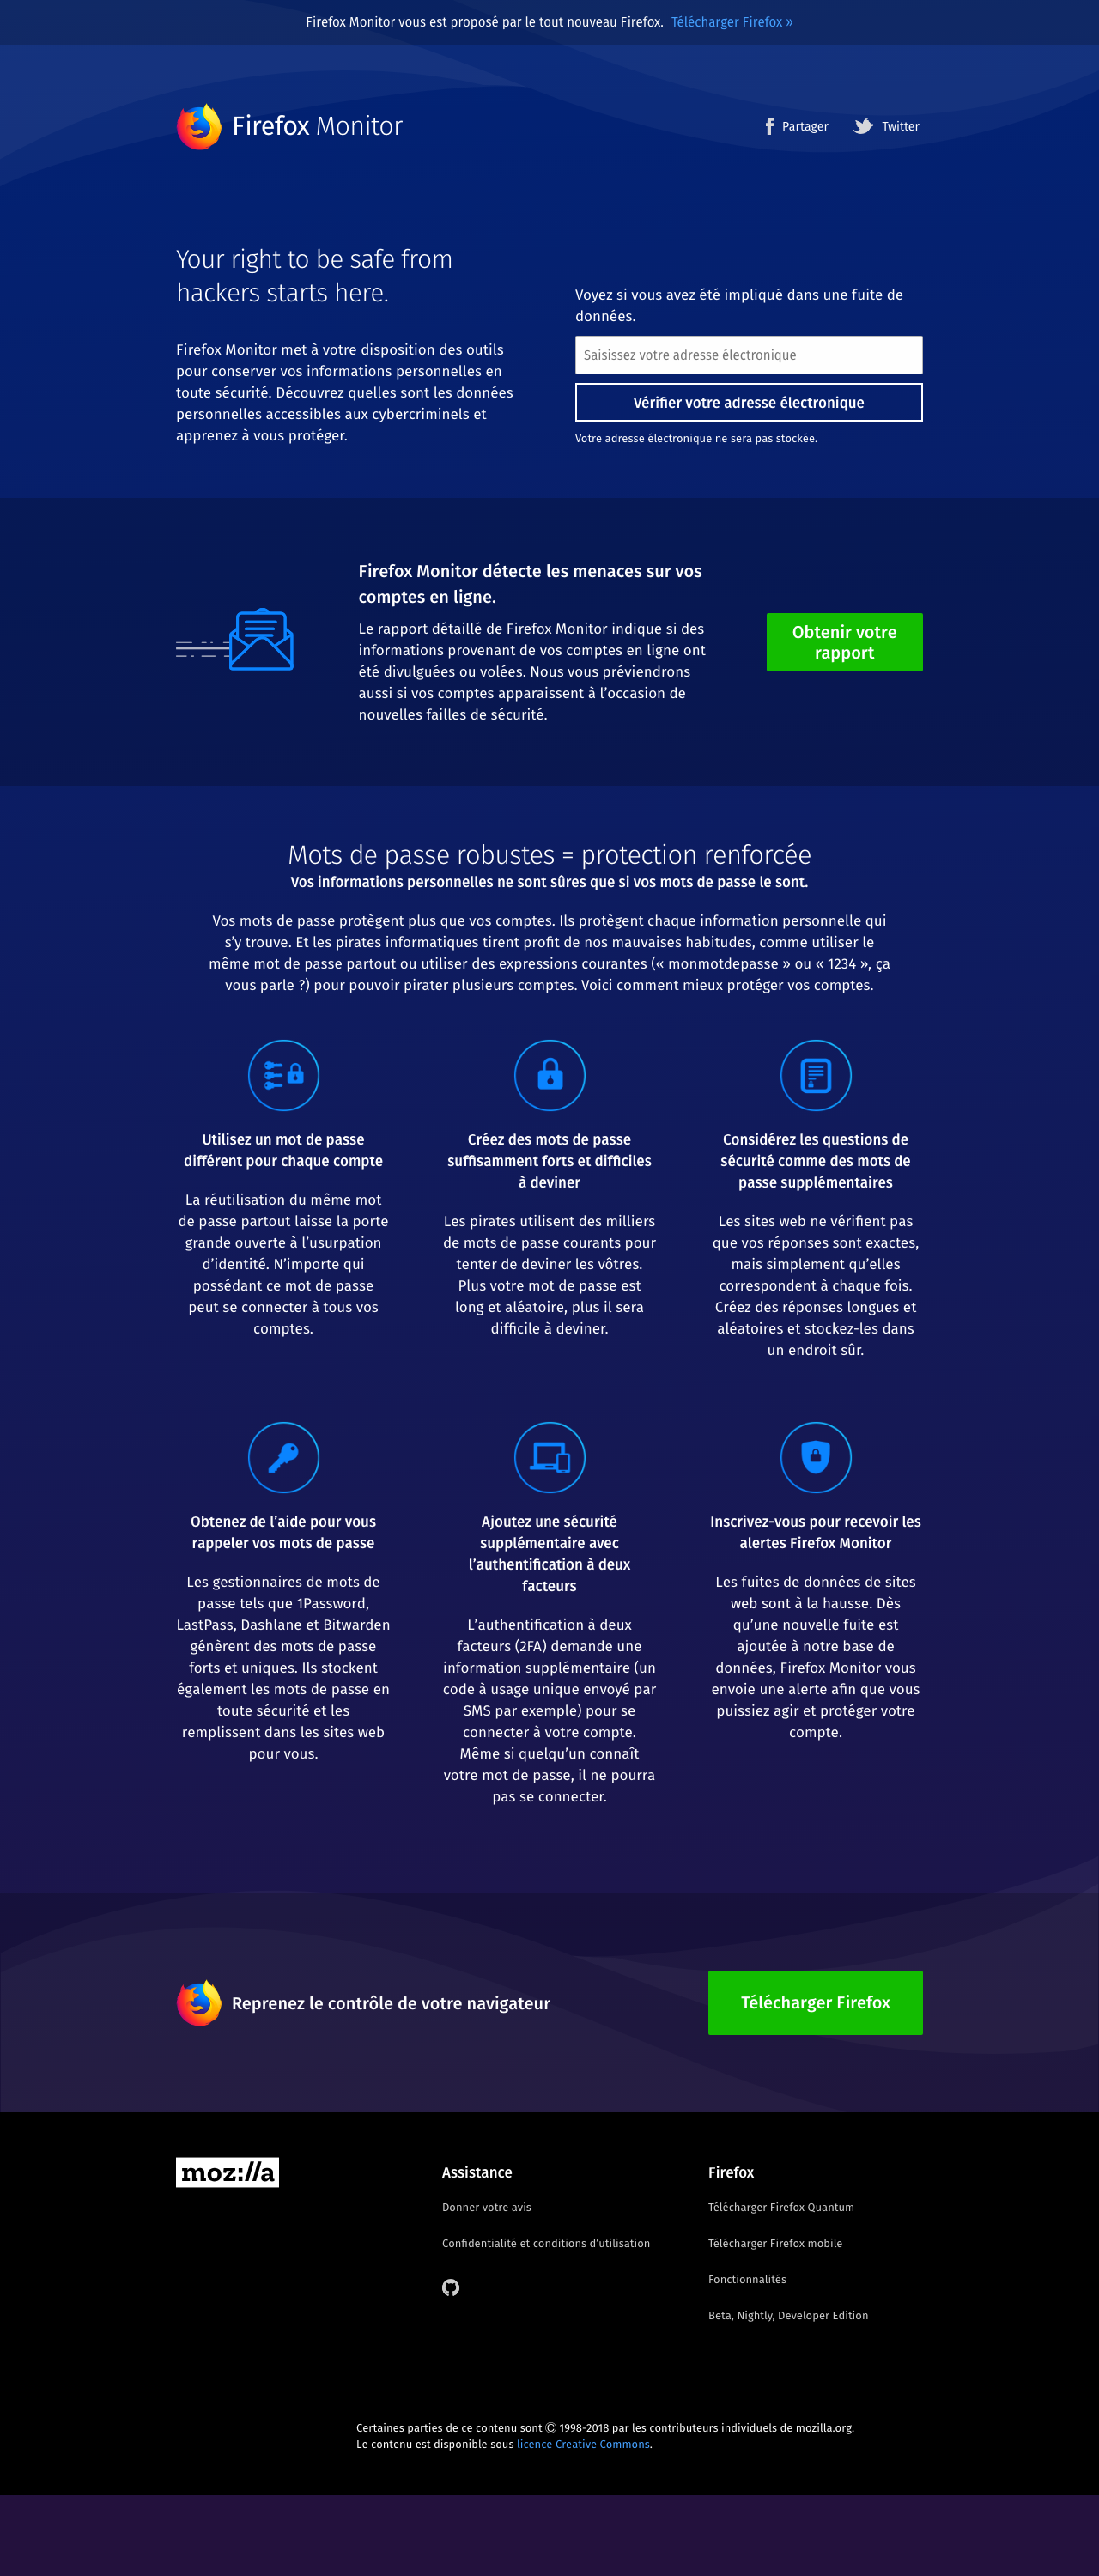 Firefox Monitor vous est proposé par le tout nouveau Firefox. Télécharger Firefox »
Firefox Monitor
Partager
Twitter
Your right to be safe from
hackers starts here.
Firefox Monitor met à votre disposition des outils
pour conserver vos informations personnelles en
toute sécurité. Découvrez quelles sont les données
personnelles accessibles aux cybercriminels et
apprenez à vous protéger.
Voyez si vous avez été impliqué dans une fuite de
données.
Saisissez votre adresse électronique
Vérifier votre adresse électronique
Votre adresse électronique ne sera pas stockée.
Firefox Monitor détecte les menaces sur vos
comptes en ligne.
Le rapport détaillé de Firefox Monitor indique si des
informations provenant de vos comptes en ligne ont
été divulguées ou volées. Nous vous préviendrons
aussi si vos comptes apparaissent à l’occasion de
nouvelles failles de sécurité.
Obtenir votre
rapport
Mots de passe robustes = protection renforcée
Vos informations personnelles ne sont sûres que si vos mots de passe le sont.
Vos mots de passe protègent plus que vos comptes. Ils protègent chaque information personnelle qui
s’y trouve. Et les pirates informatiques tirent profit de nos mauvaises habitudes, comme utiliser le
même mot de passe partout ou utiliser des expressions courantes (« monmotdepasse » ou « 1234 », ça
vous parle ?) pour pouvoir pirater plusieurs comptes. Voici comment mieux protéger vos comptes.
Utilisez un mot de passe
différent pour chaque compte
La réutilisation du même mot
de passe partout laisse la porte
grande ouverte à l’usurpation
d’identité. N’importe qui
possédant ce mot de passe
peut se connecter à tous vos
comptes.
Créez des mots de passe
suffisamment forts et difficiles
à deviner
Les pirates utilisent des milliers
de mots de passe courants pour
tenter de deviner les vôtres.
Plus votre mot de passe est
long et aléatoire, plus il sera
difficile à deviner.
Considérez les questions de
sécurité comme des mots de
passe supplémentaires
Les sites web ne vérifient pas
que vos réponses sont exactes,
mais simplement qu’elles
correspondent à chaque fois.
Créez des réponses longues et
aléatoires et stockez-les dans
un endroit sûr.
Obtenez de l’aide pour vous
rappeler vos mots de passe
Les gestionnaires de mots de
passe tels que 1Password,
LastPass, Dashlane et Bitwarden
génèrent des mots de passe
forts et uniques. Ils stockent
également les mots de passe en
toute sécurité et les
remplissent dans les sites web
pour vous.
Ajoutez une sécurité
supplémentaire avec
l’authentification à deux
facteurs
L’authentification à deux
facteurs (2FA) demande une
information supplémentaire (un
code à usage unique envoyé par
SMS par exemple) pour se
connecter à votre compte.
Même si quelqu’un connaît
votre mot de passe, il ne pourra
pas se connecter.
Inscrivez-vous pour recevoir les
alertes Firefox Monitor
Les fuites de données de sites
web sont à la hausse. Dès
qu’une nouvelle fuite est
ajoutée à notre base de
données, Firefox Monitor vous
envoie une alerte afin que vous
puissiez agir et protéger votre
compte.
Reprenez le contrôle de votre navigateur
Télécharger Firefox
moz://a
Assistance
Donner votre avis
Confidentialité et conditions d’utilisation
Firefox
Télécharger Firefox Quantum
Télécharger Firefox mobile
Fonctionnalités
Beta, Nightly, Developer Edition
Certaines parties de ce contenu sont © 1998-2018 par les contributeurs individuels de mozilla.org.
Le contenu est disponible sous licence Creative Commons.